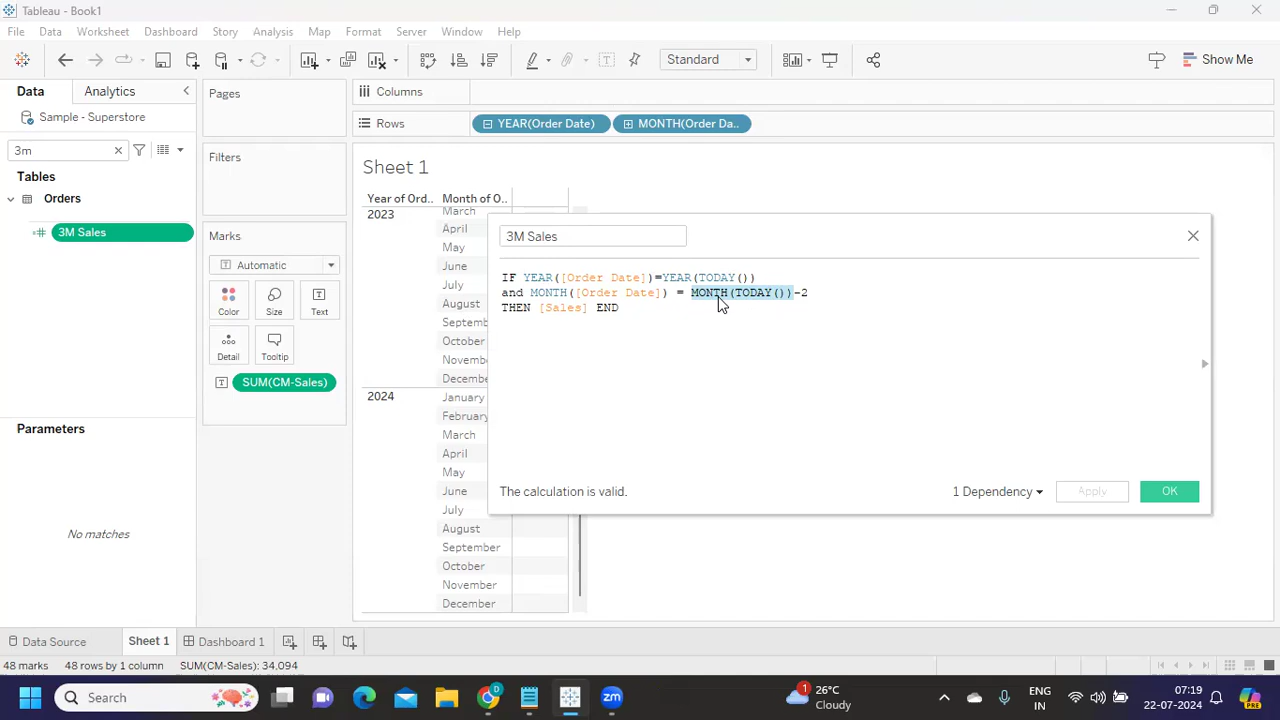 Tableau - Book1
File Data Worksheet Dashboard Story Analysis Map Format Server Window Help
Standard
Show Me
Data Analytics
Sample - Superstore
3m
Tables
Orders
3M Sales
Parameters
No matches
Pages
Filters
Marks
Automatic
Color Size Text
Detail Tooltip
SUM(CM-Sales)
Columns
Rows YEAR(Order Date) MONTH(Order Da..
Sheet 1
Year of Ord.. Month of O..
2023 March
April
May
June
July
August
Septemb
October
Novembe
Decembe
2024 January
February
March
April
May
June
July
August
September
October
November
December
3M Sales
IF YEAR([Order Date])=YEAR(TODAY())
and MONTH([Order Date]) = MONTH(TODAY())-2
THEN [Sales] END
The calculation is valid.
1 Dependency Apply OK
Data Source Sheet 1 Dashboard 1
48 marks 48 rows by 1 column SUM(CM-Sales): 34.094
Search
1
26°C
Cloudy
ENG
IN
07:19
22-07-2024
PRE